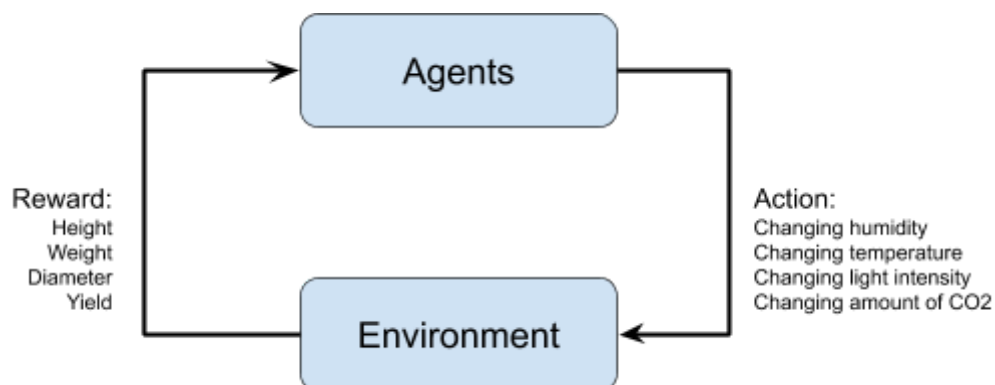 Agents
Reward:
Height
Weight
Diameter
Yield
Action:
Changing humidity
Changing temperature
Changing light intensity
Changing amount of CO2
Environment